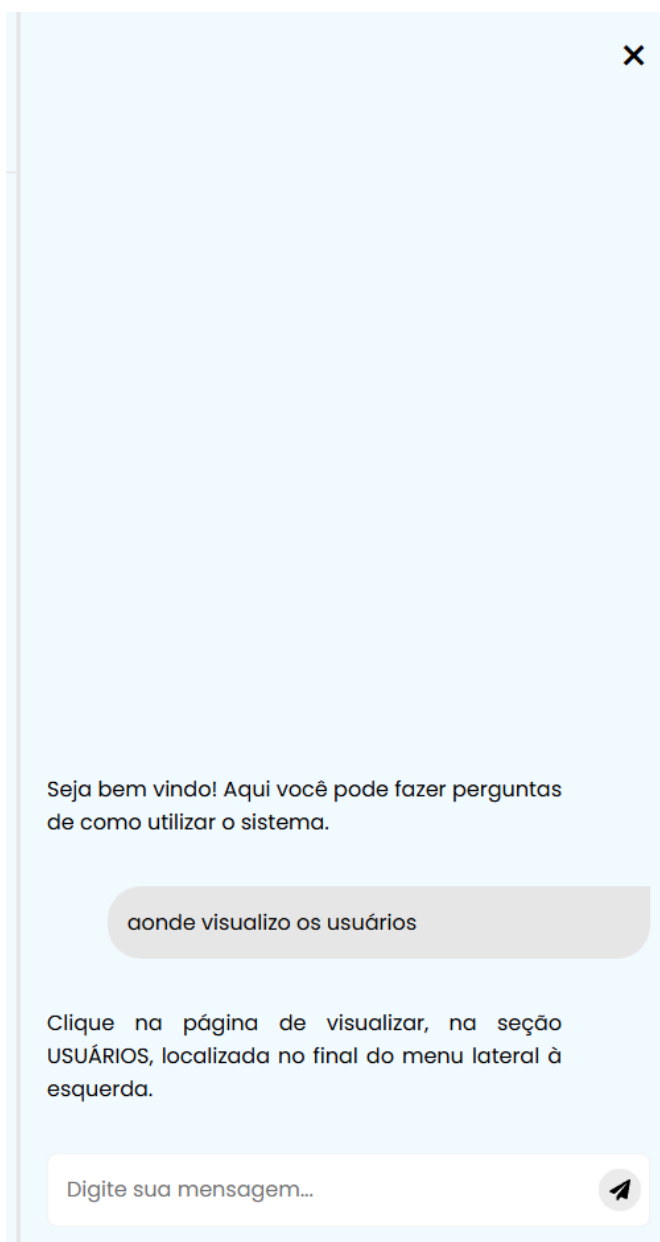 Seja bem vindo! Aqui você pode fazer perguntas
de como utilizar o sistema.
aonde visualizo os usuários
Clique na página de visualizar, na seção
USUÁRIOS, localizada no final do menu lateral à
esquerda.
Digite sua mensagem...